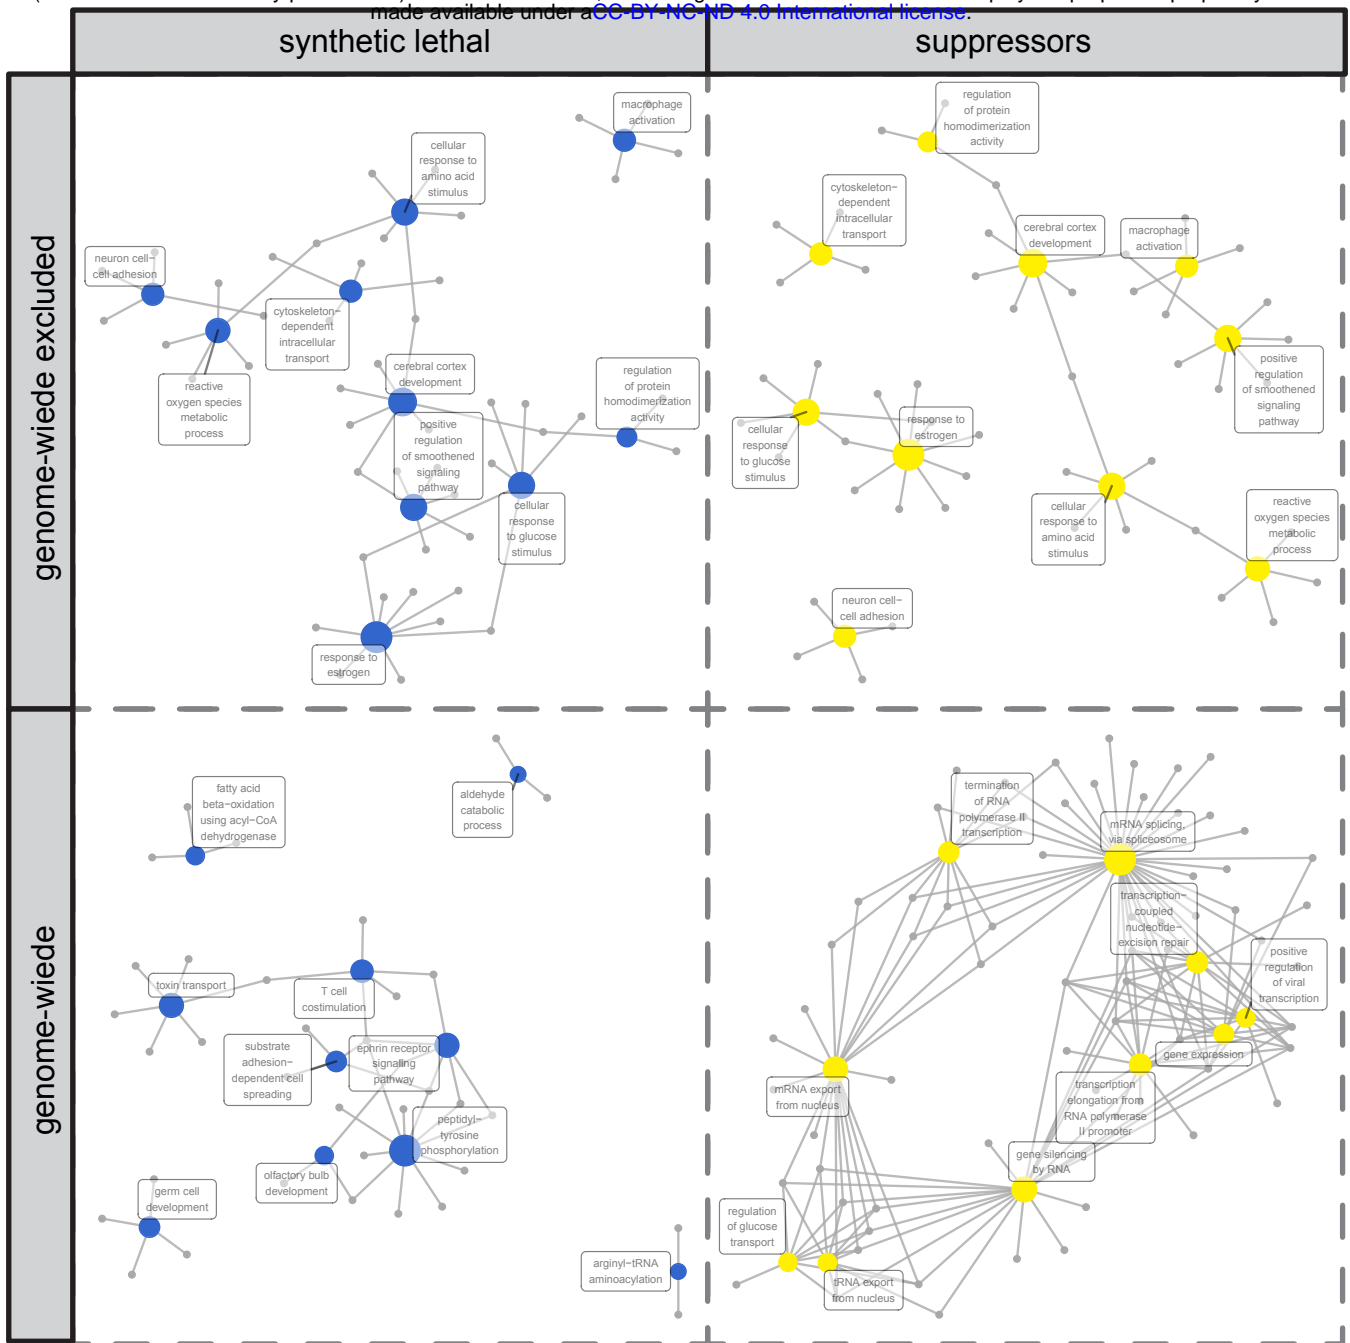 made available under aCC-BY-NC-ND 4.0 International license.
synthetic lethal
suppressors
genome-wiede excluded
macrophage
activation
cellular
response to
amino acid
stimulus
neuron cell–
cell adhesion
cytoskeleton–
dependent
intracellular
transport
reactive
oxygen species
metabolic
process
cerebral cortex
development
regulation
of protein
homodimerization
activity
positive
regulation
of smoothened
signaling
pathway
cellular
response
to glucose
stimulus
response to
estrogen
regulation
of protein
homodimerization
activity
cytoskeleton–
dependent
intracellular
transport
cerebral cortex
development
macrophage
activation
positive
regulation
of smoothened
signaling
pathway
cellular
response
to glucose
stimulus
response to
estrogen
cellular
response to
amino acid
stimulus
reactive
oxygen species
metabolic
process
neuron cell–
cell adhesion
genome-wiede
fatty acid
beta–oxidation
using acyl–CoA
dehydrogenase
aldehyde
catabolic
process
toxin transport
T cell
costimulation
substrate
adhesion–
dependent cell
spreading
ephrin receptor
signaling
pathway
peptidyl–
tyrosine
phosphorylation
olfactory bulb
development
germ cell
development
arginyl–tRNA
aminoacylation
termination
of RNA
polymerase II
transcription
mRNA splicing,
via spliceosome
transcription–
coupled
nucleotide–
excision repair
positive
regulation
of viral
transcription
gene expression
mRNA export
from nucleus
transcription
elongation from
RNA polymerase
II promoter
gene silencing
by RNA
regulation
of glucose
transport
tRNA export
from nucleus